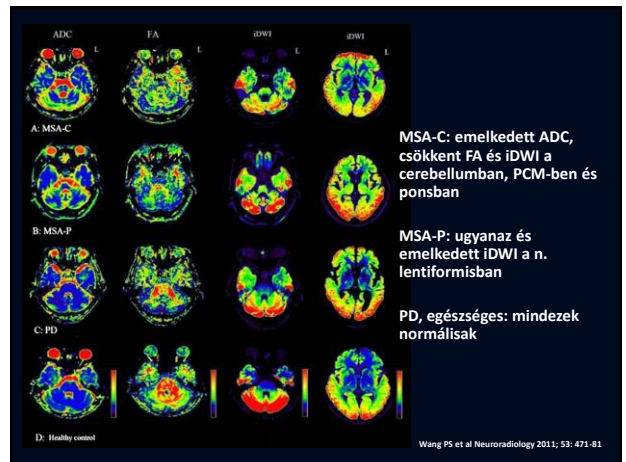 ADC FA iDWI iDWI
L L
A: MSA-C
B: MSA-P
C: PD
D: Healthy control
MSA-C: emelkedett ADC,
csökkent FA és iDWI a
cerebellumban, PCM-ben és
ponsban
MSA-P: ugyanaz és
emelkedett iDWI a n.
lentiformisban
PD, egészséges: mindezek
normálisak
Wang PS et al Neuroradiology 2011; 53: 471-81